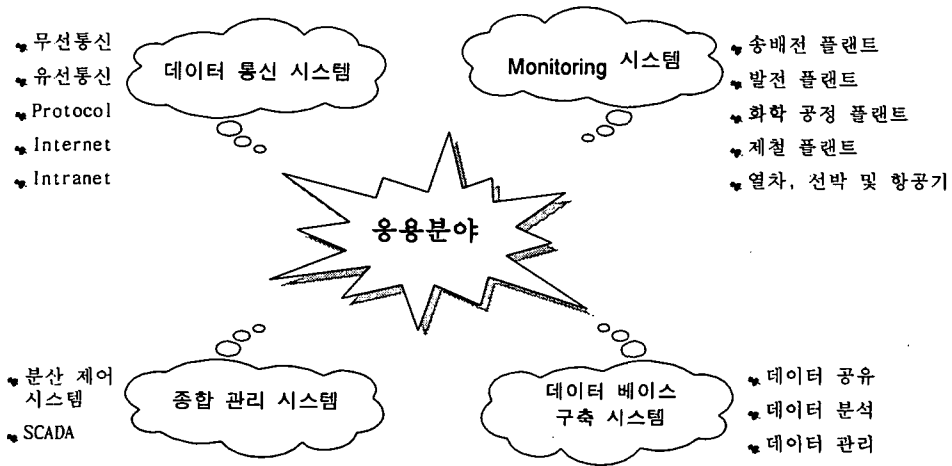 무선통신
유선통신
Protocol
Internet
Intranet
데이터 통신 시스템
Monitoring 시스템
송배전 플랜트
발전 플랜트
화학 공정 플랜트
제철 플랜트
열차, 선박 및 항공기
응용분야
분산 제어
시스템
SCADA
종합 관리 시스템
데이터 베이스
구축 시스템
데이터 공유
데이터 분석
데이터 관리